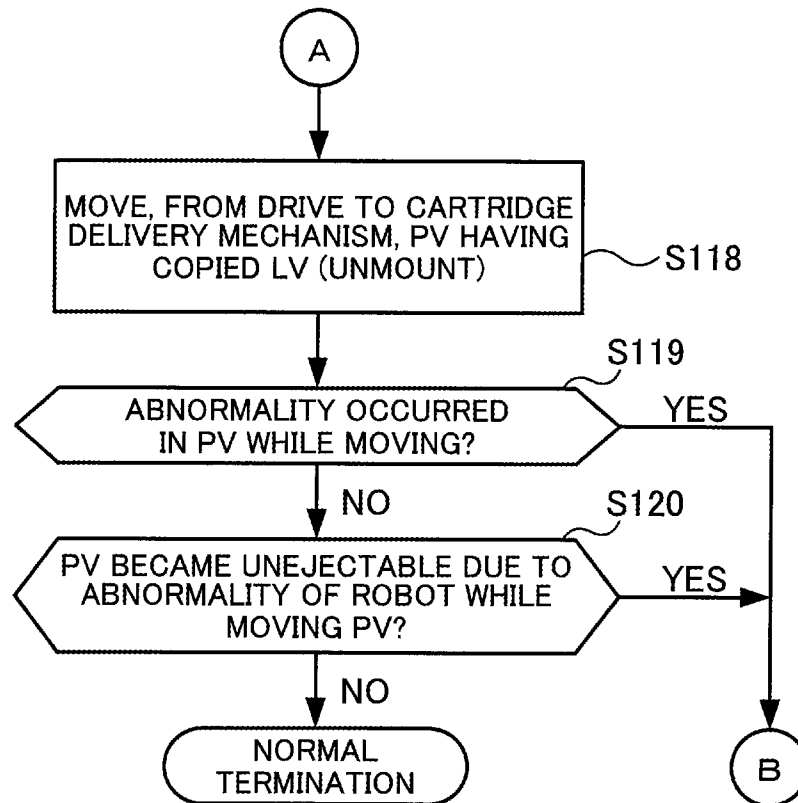 A
MOVE, FROM DRIVE TO CARTRIDGE
DELIVERY MECHANISM, PV HAVING
COPIED LV (UNMOUNT)
S118
S119
ABNORMALITY OCCURRED
IN PV WHILE MOVING?
YES
NO
S120
PV BECAME UNEJECTABLE DUE TO
ABNORMALITY OF ROBOT WHILE
MOVING PV?
YES
NO
NORMAL
TERMINATION
B